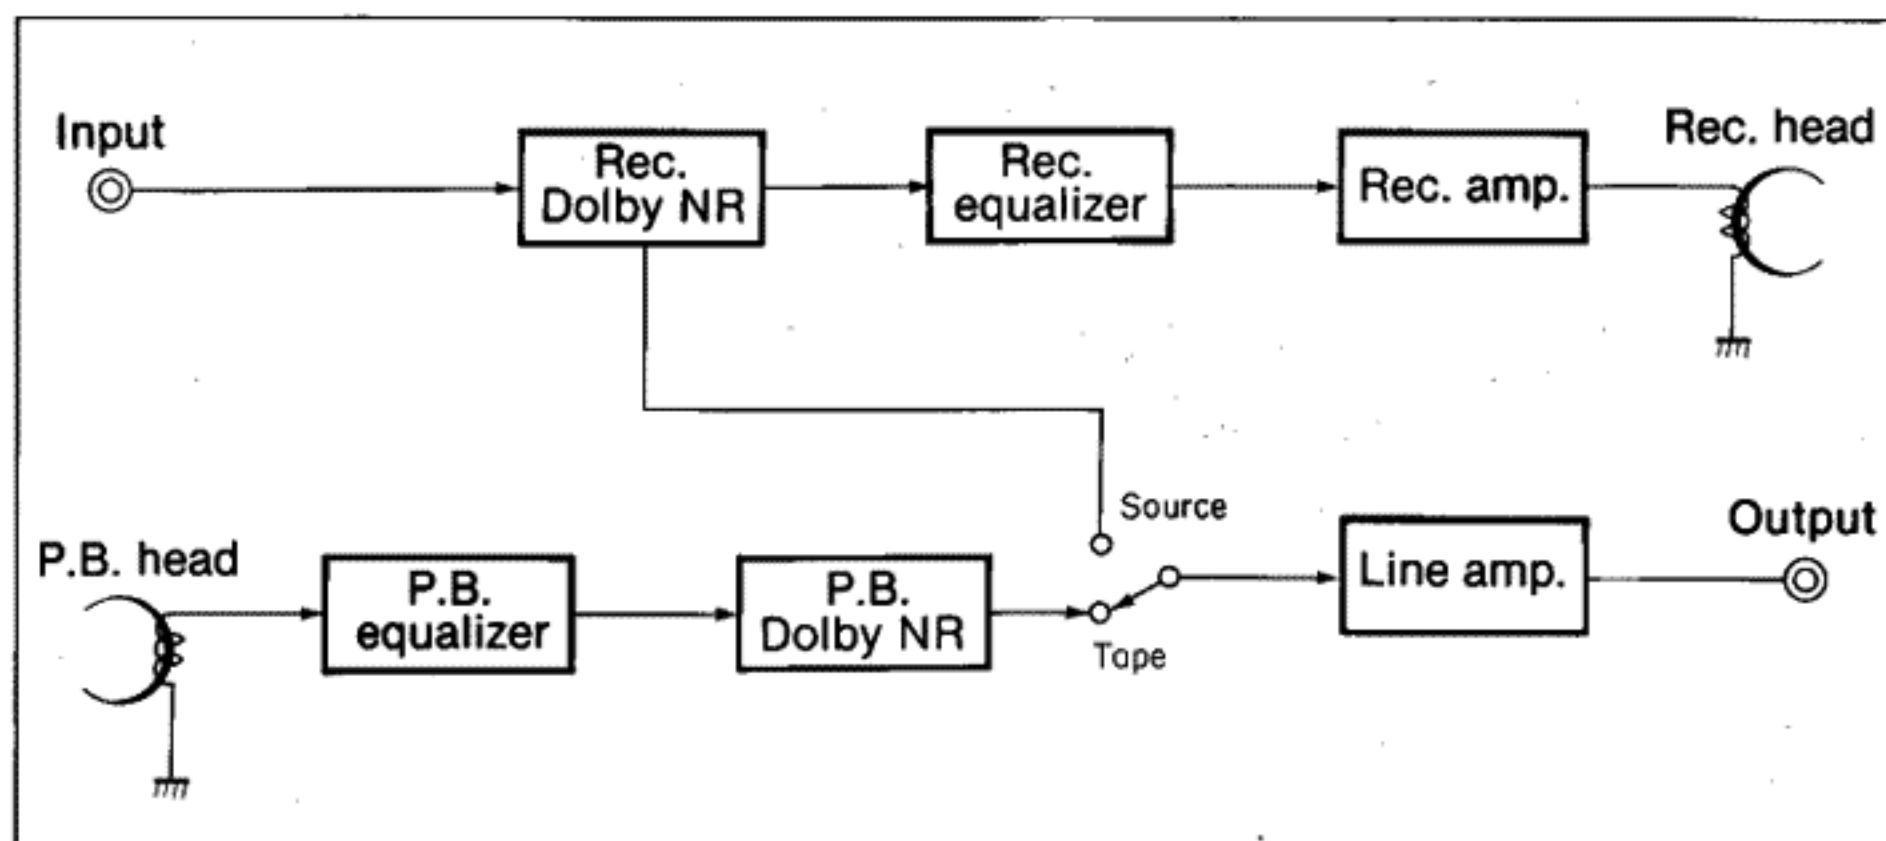 Input
Rec.
Dolby NR
Rec.
equalizer
Rec. amp.
Rec. head
Source
P.B. head
P.B.
equalizer
P.B.
Dolby NR
Tape
Line amp.
Output